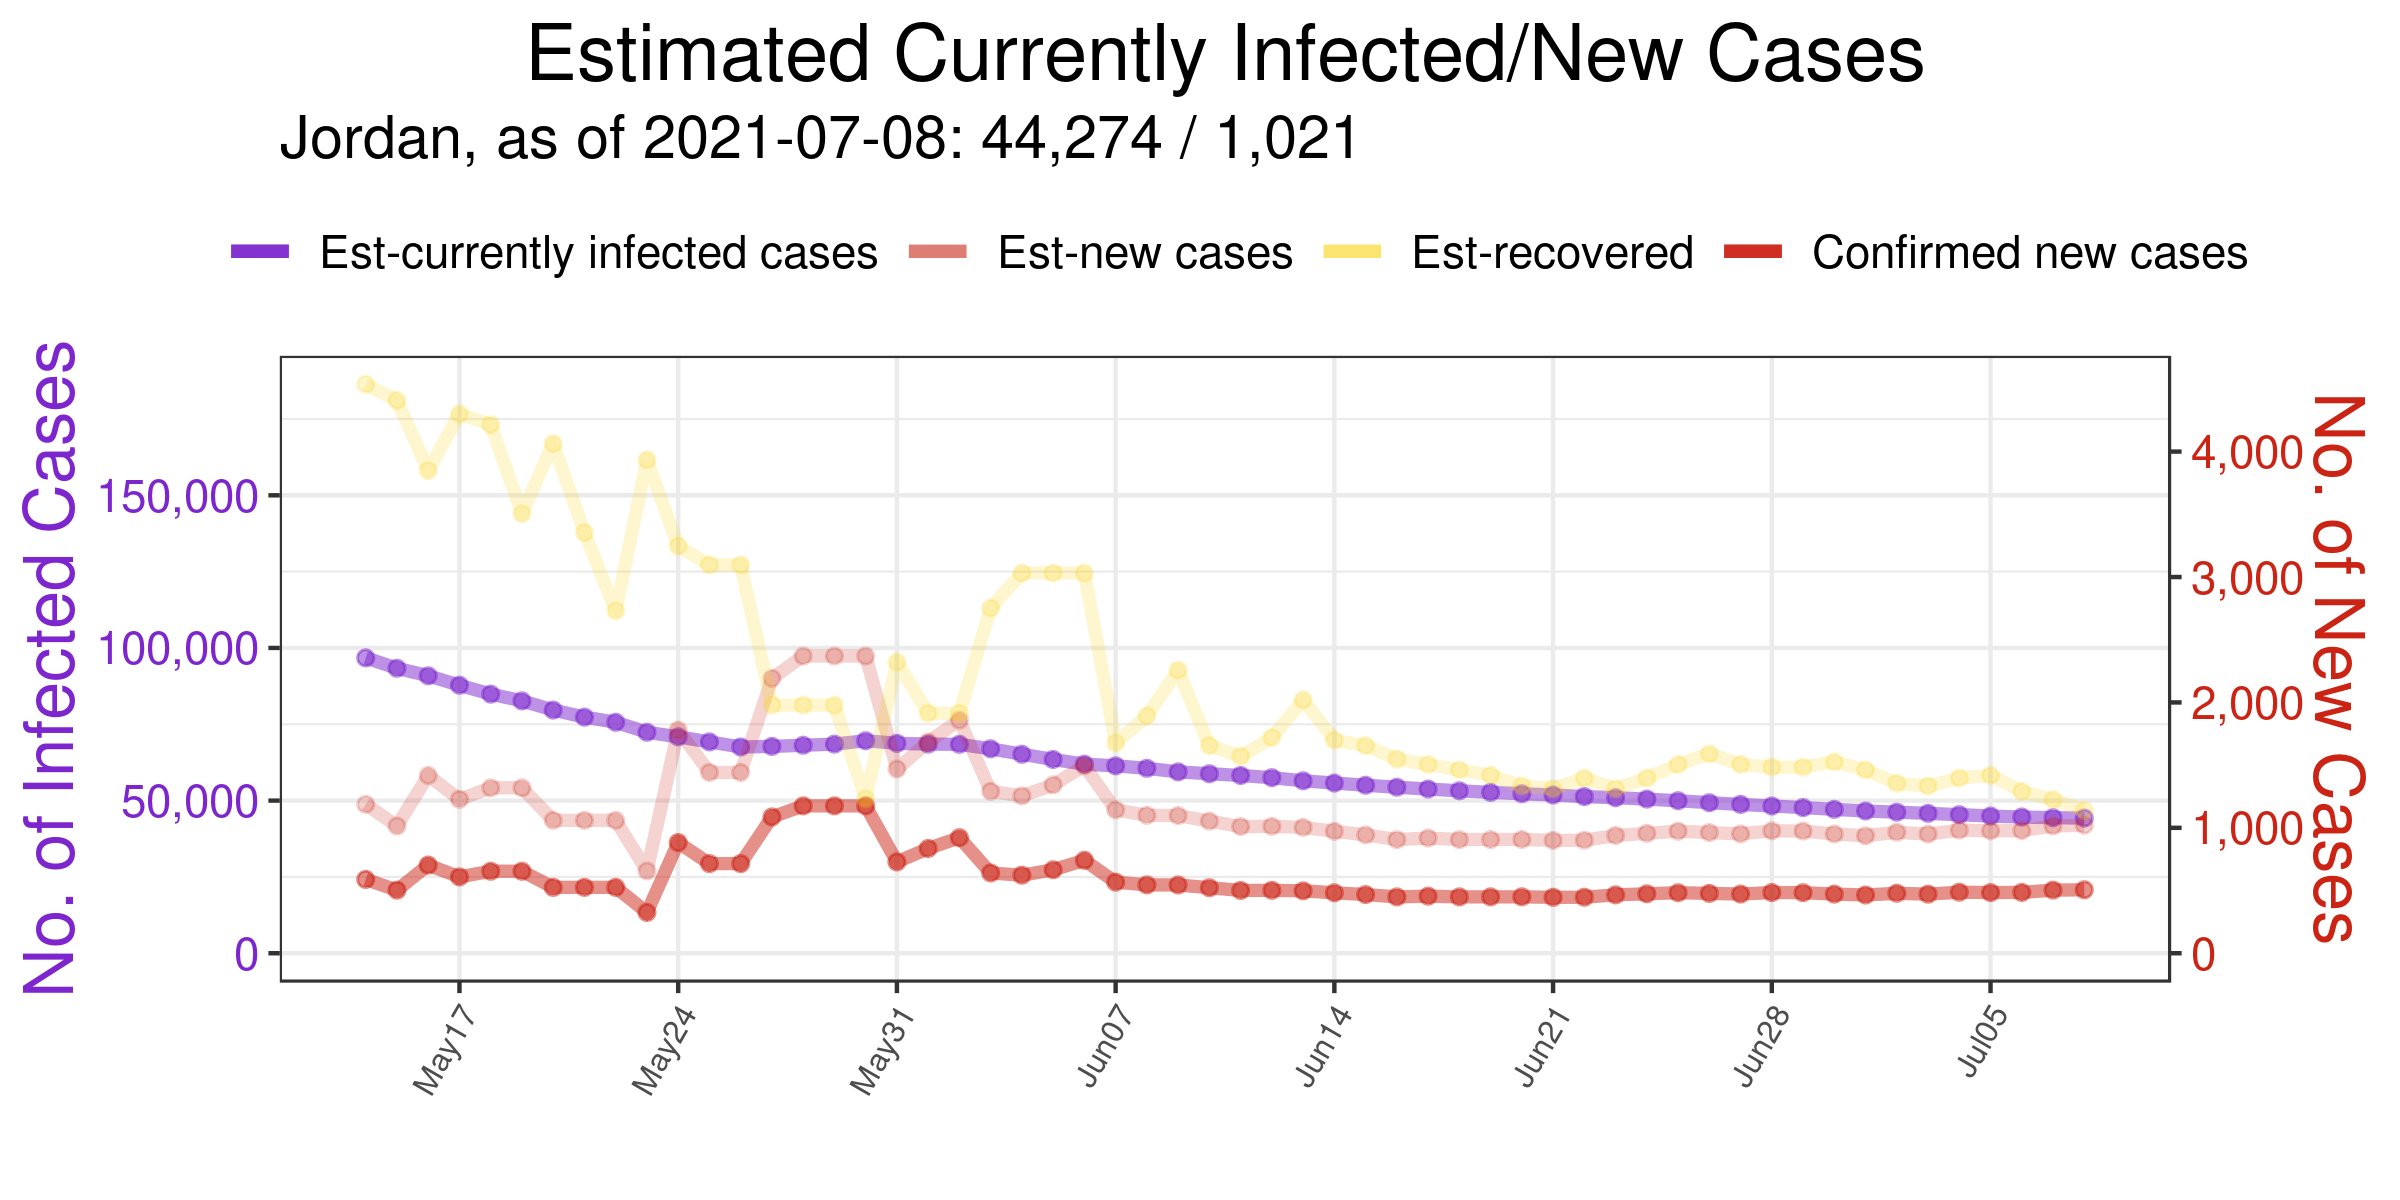 Estimated Currently Infected/New Cases
Jordan, as of 2021-07-08: 44,274 / 1,021
Est-currently infected cases Est-new cases Est-recovered Confirmed new cases
No. of Infected Cases
150,000
100,000
50,000
0
4,000
3,000
2,000
1,000
0
No. of New Cases
May17 May24 May31 Jun07 Jun14 Jun21 Jun28 Jul05